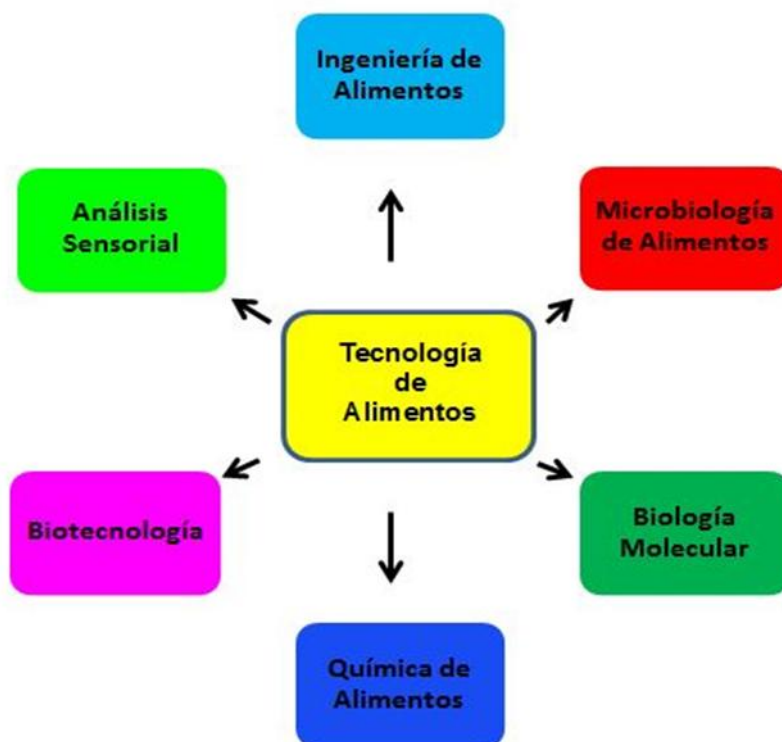 Ingeniería de
Alimentos
Análisis
Sensorial
Microbiología
de Alimentos
Tecnología
de
Alimentos
Biotecnología
Biología
Molecular
Química de
Alimentos